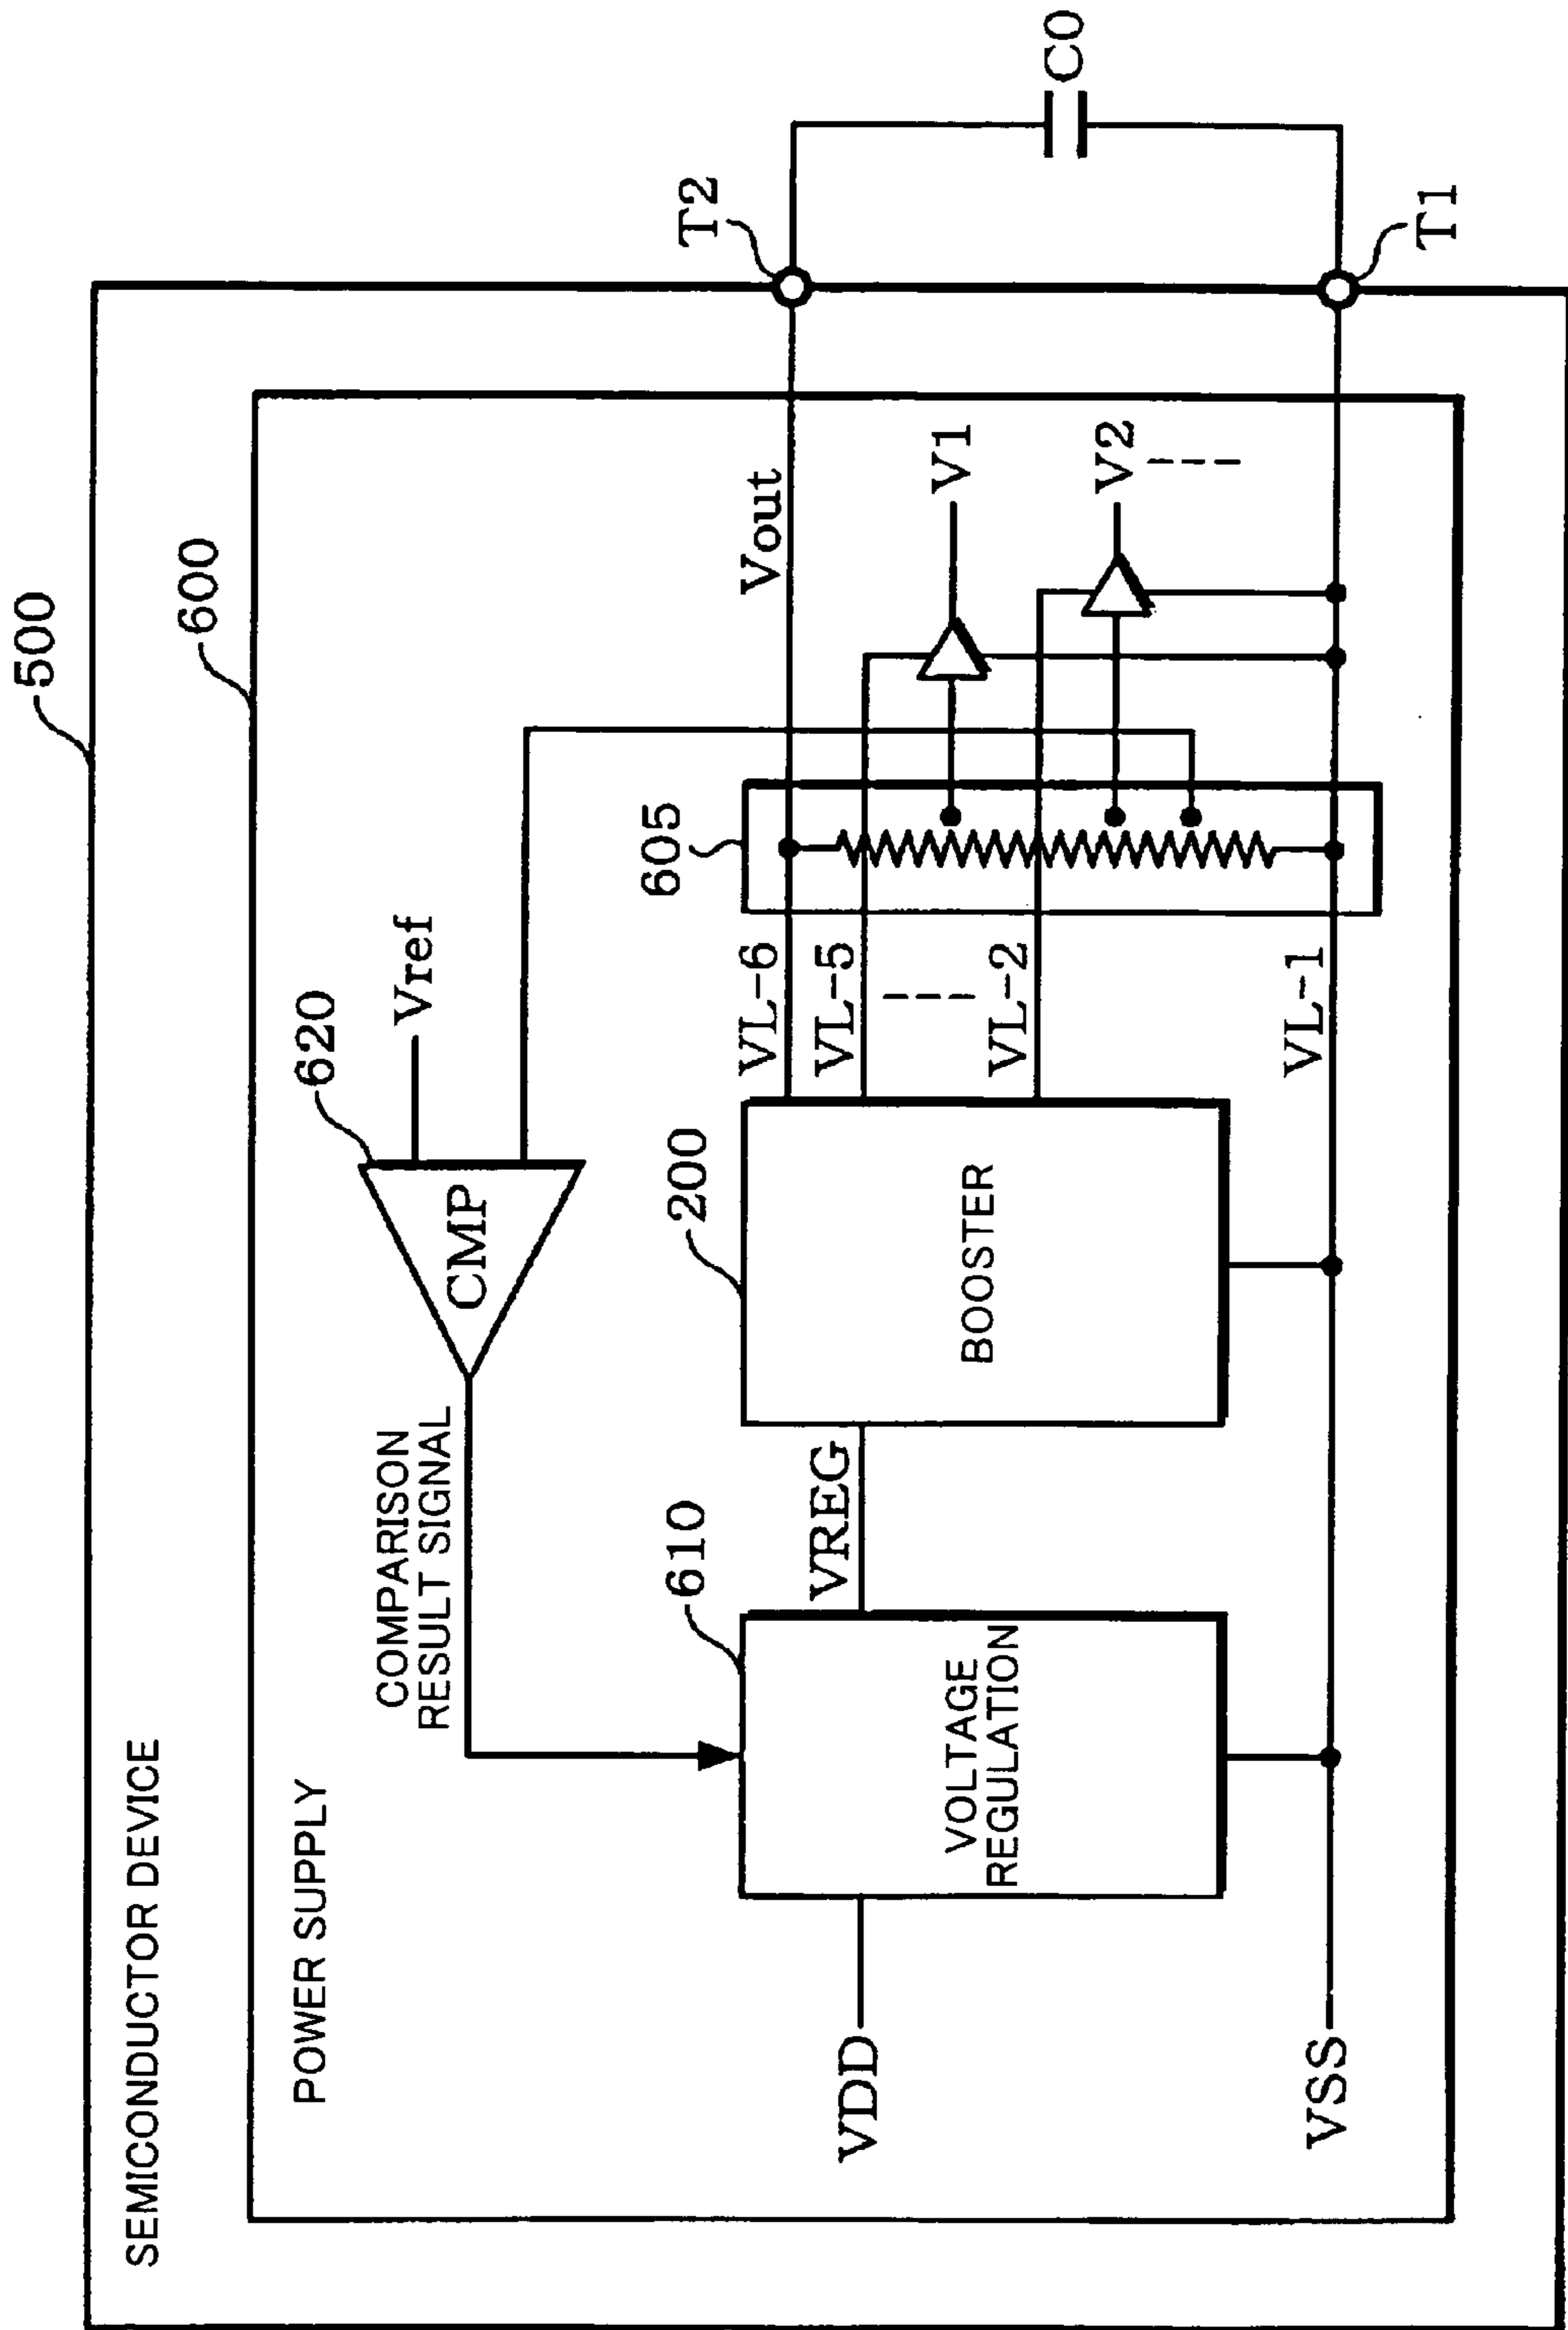 500
SEMICONDUCTOR DEVICE
600
POWER SUPPLY
620
Vref
CMP
COMPARISON
RESULT SIGNAL
610
200
605
T2
VDD
VOLTAGE
REGULATION
VREG
BOOSTER
VL-6
VL-5
VL-2
VL-1
Vout
V1
V2
C0
VSS
T1